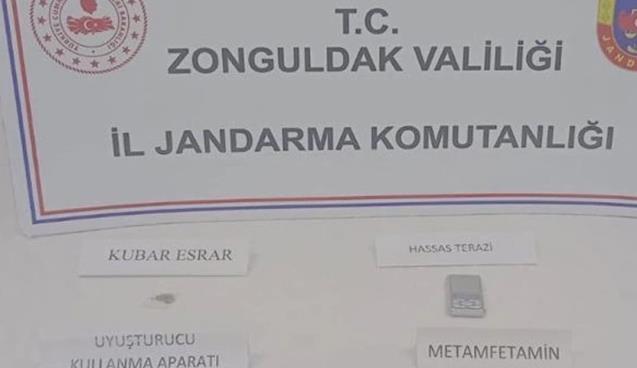 T.C.
ZONGULDAK VALİLİĞİ
İL JANDARMA KOMUTANLIĞI
KUBAR ESRAR
HASSAS TERAZİ
UYUŞTURUCU
KULLANMA APARATI
METAMFETAMİN